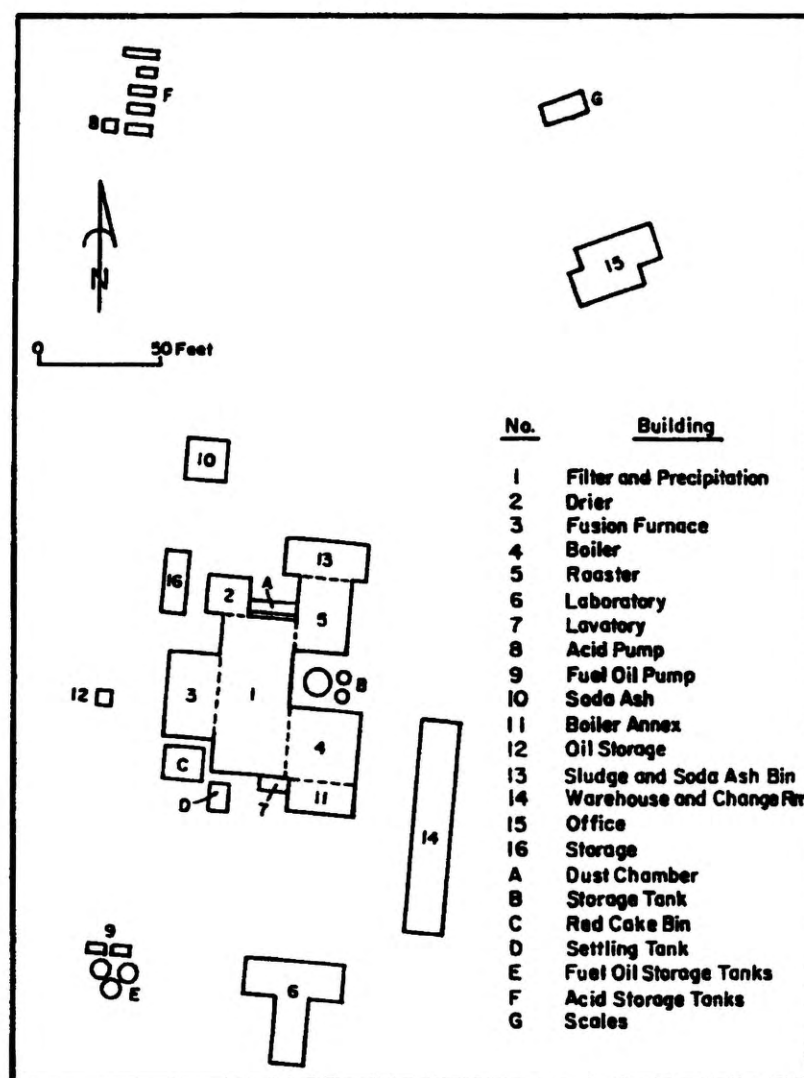 F
8
G
N
15
0 50 Feet
No. Building
1 Filter and Precipitation
2 Drier
3 Fusion Furnace
4 Boiler
5 Roaster
6 Laboratory
7 Lavatory
8 Acid Pump
9 Fuel Oil Pump
10 Soda Ash
11 Boiler Annex
12 Oil Storage
13 Sludge and Soda Ash Bin
14 Warehouse and Change Rm
15 Office
16 Storage
A Dust Chamber
B Storage Tank
C Red Cake Bin
D Settling Tank
E Fuel Oil Storage Tanks
F Acid Storage Tanks
G Scales
10
13
16
A
2
5
12
3
1
B
4
C
D
7
11
14
9
E
6